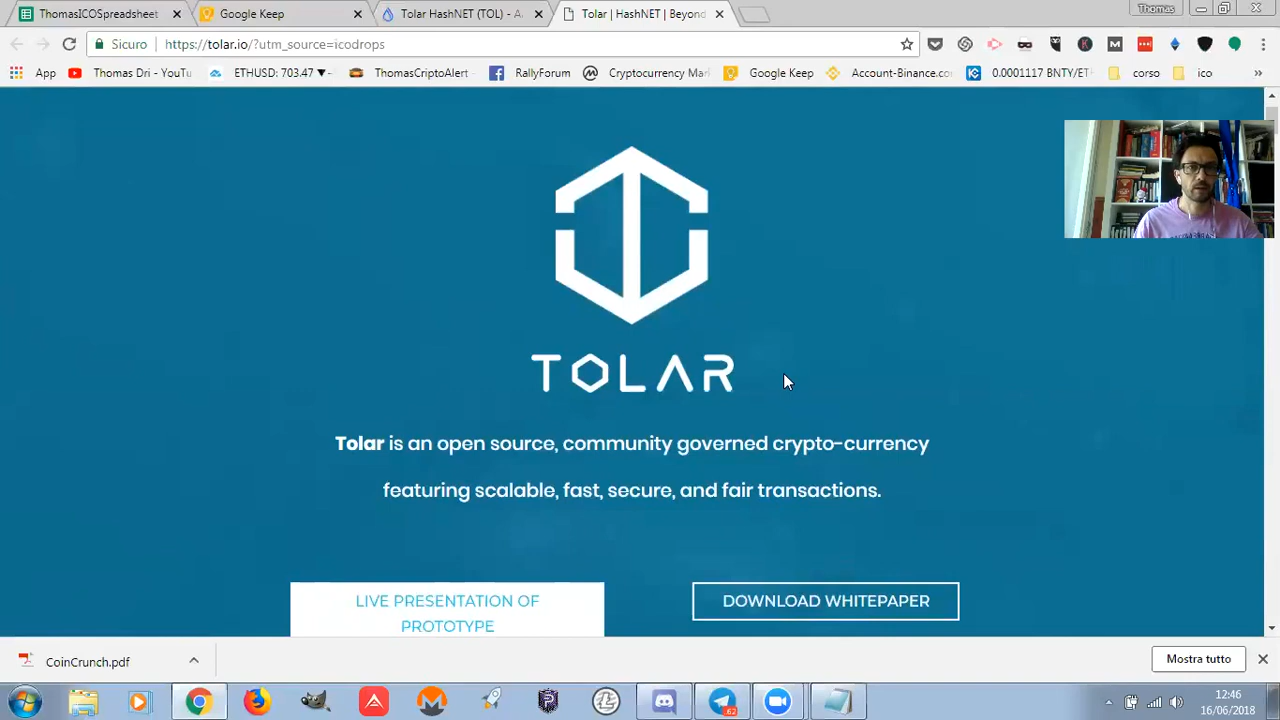 ThomasICOSpreadsheet
Google Keep
Tolar HashNET (TOL) - A
Tolar | HashNET | Beyond
Thomas
Sicuro
https://tolar.io/?utm_source=icodrops
App
Thomas Dri - YouTu
ETHUSD: 703.47 ▼-
ThomasCriptoAlert
RallyForum
Cryptocurrency Mar
Google Keep
Account-Binance.co
0.0001117 BNTY/ET
corso
ico
»
TOLAR
Tolar is an open source, community governed crypto-currency
featuring scalable, fast, secure, and fair transactions.
LIVE PRESENTATION OF
PROTOTYPE
DOWNLOAD WHITEPAPER
CoinCrunch.pdf
Mostra tutto
62
12:46
16/06/2018